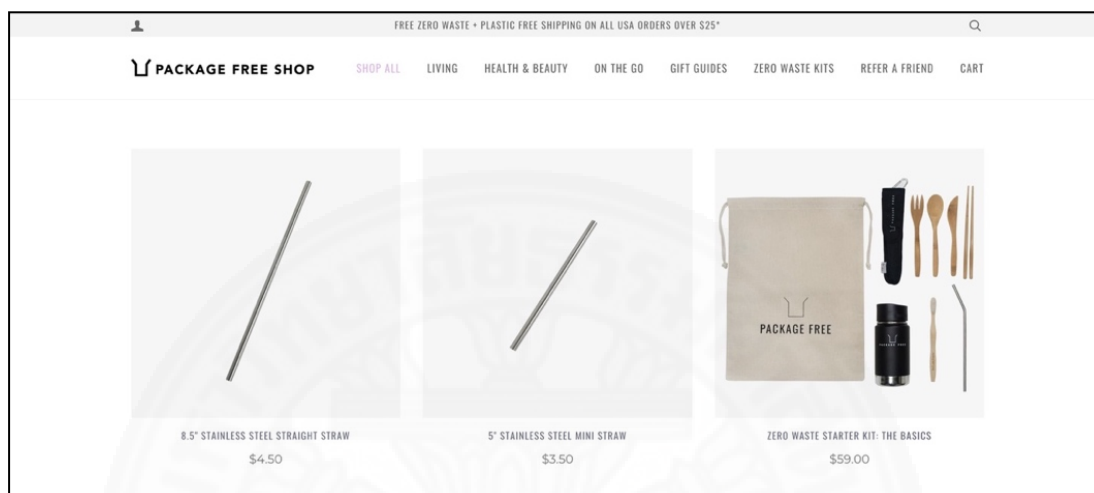 FREE ZERO WASTE + PLASTIC FREE SHIPPING ON ALL USA ORDERS OVER $25*
PACKAGE FREE SHOP SHOP ALL LIVING HEALTH & BEAUTY ON THE GO GIFT GUIDES ZERO WASTE KITS REFER A FRIEND CART
PACKAGE FREE
8.5" STAINLESS STEEL STRAIGHT STRAW 5" STAINLESS STEEL MINI STRAW ZERO WASTE STARTER KIT: THE BASICS
$4.50 $3.50 $59.00